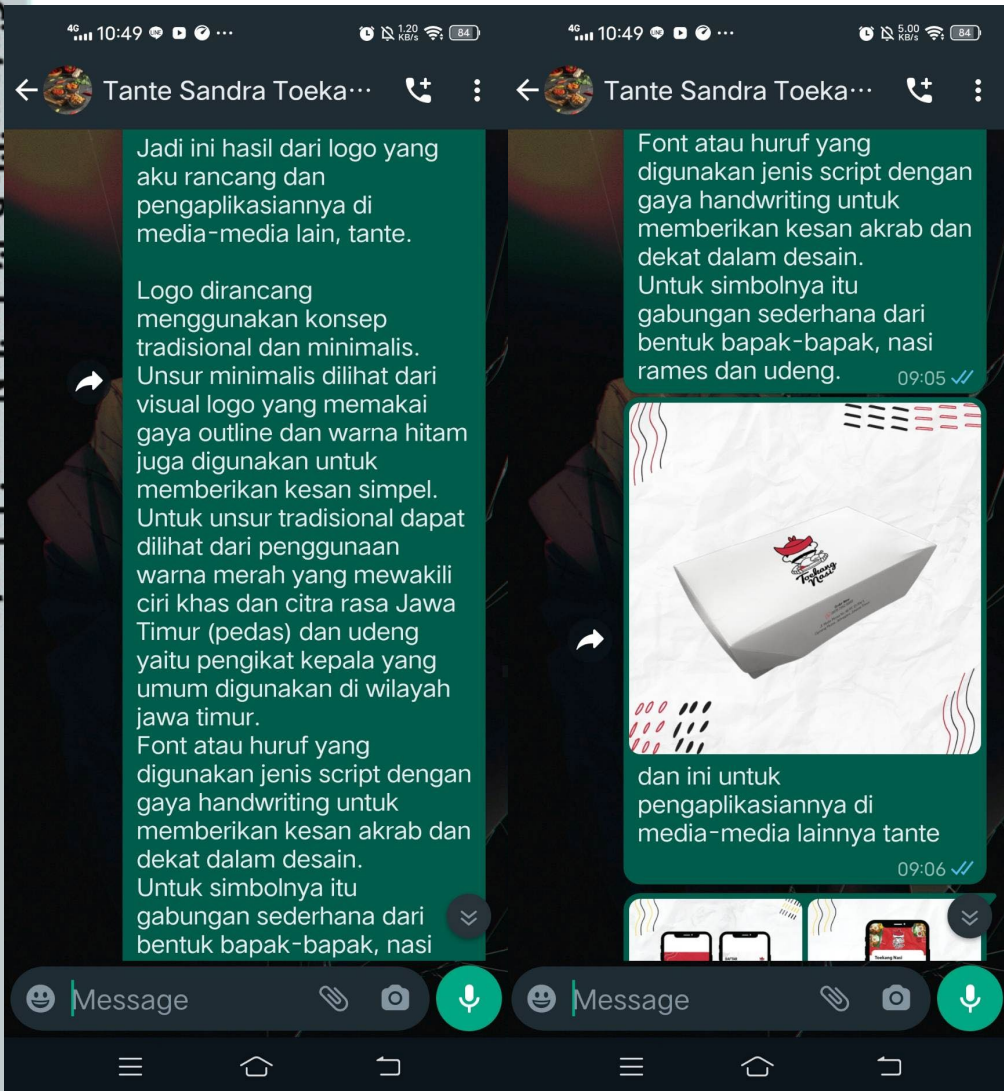 4G 10:49 ... 1.20 KB/s 84
Tante Sandra Toeka...
Jadi ini hasil dari logo yang
aku rancang dan
pengaplikasiannya di
media-media lain, tante.
Logo dirancang
menggunakan konsep
tradisional dan minimalis.
Unsur minimalis dilihat dari
visual logo yang memakai
gaya outline dan warna hitam
juga digunakan untuk
memberikan kesan simpel.
Untuk unsur tradisional dapat
dilihat dari penggunaan
warna merah yang mewakili
ciri khas dan citra rasa Jawa
Timur (pedas) dan udeng
yaitu pengikat kepala yang
umum digunakan di wilayah
jawa timur.
Font atau huruf yang
digunakan jenis script dengan
gaya handwriting untuk
memberikan kesan akrab dan
dekat dalam desain.
Untuk simbolnya itu
gabungan sederhana dari
bentuk bapak-bapak, nasi
Message
4G 10:49 ... 5.00 KB/s 84
Tante Sandra Toeka...
Font atau huruf yang
digunakan jenis script dengan
gaya handwriting untuk
memberikan kesan akrab dan
dekat dalam desain.
Untuk simbolnya itu
gabungan sederhana dari
bentuk bapak-bapak, nasi
rames dan udeng.
09:05
Toekang
Nasi
dan ini untuk
pengaplikasiannya di
media-media lainnya tante
09:06
Toekang Nasi
Message